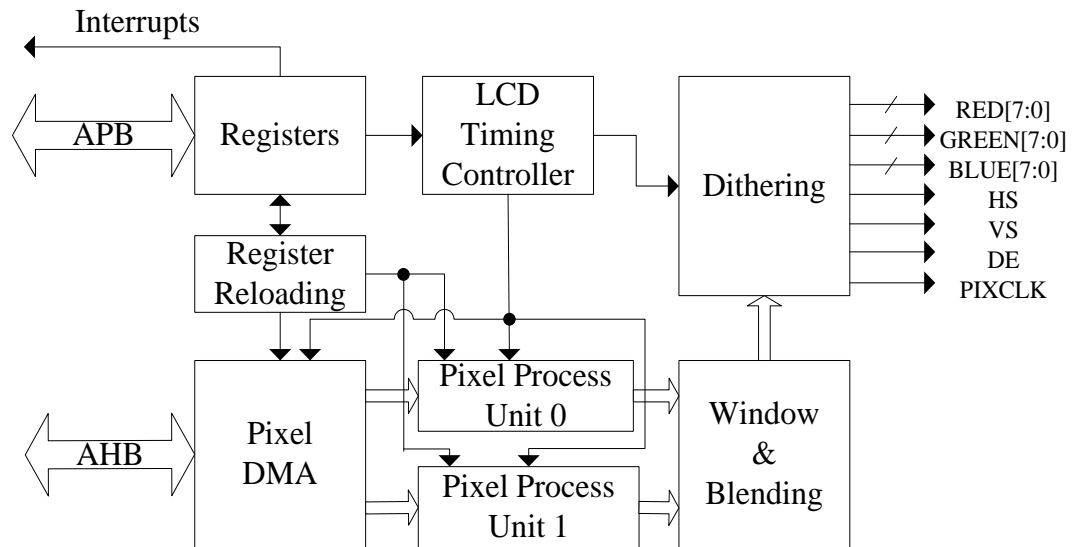 Interrupts
APB
Registers
LCD
Timing
Controller
Dithering
RED[7:0]
GREEN[7:0]
BLUE[7:0]
HS
VS
DE
PIXCLK
Register
Reloading
AHB
Pixel
DMA
Pixel Process
Unit 0
Pixel Process
Unit 1
Window
&
Blending